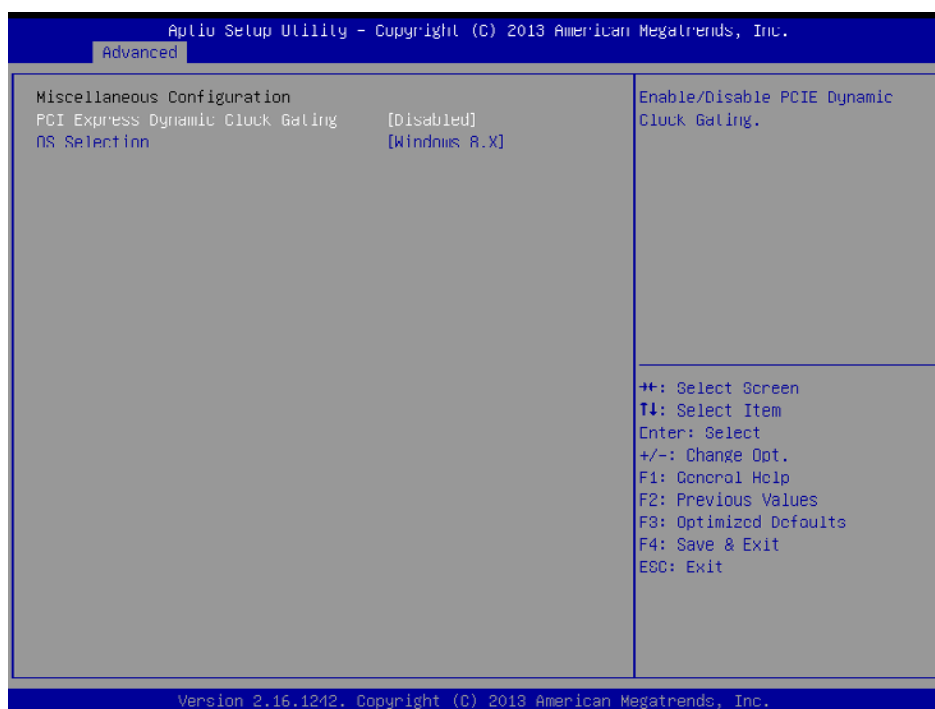 Aptio Setup Utility – Copyright (C) 2013 American Megatrends, Inc.
Advanced
Miscellaneous Configuration
PCI Express Dynamic Clock Gating [Disabled]
OS Selection [Windows 8.X]
Enable/Disable PCIE Dynamic
Clock Gating.
→←: Select Screen
↑↓: Select Item
Enter: Select
+/-: Change Opt.
F1: General Help
F2: Previous Values
F3: Optimized Defaults
F4: Save & Exit
ESC: Exit
Version 2.16.1242. Copyright (C) 2013 American Megatrends, Inc.